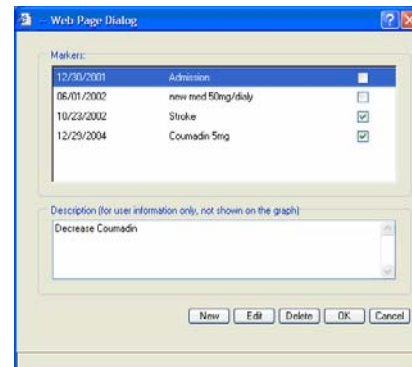 -- Web Page Dialog
Markers:
12/30/2001 Admission
06/01/2002 new med 50mg/dialy
10/23/2002 Stroke
12/29/2004 Coumadin 5mg
Description (for user information only, not shown on the graph)
Decrease Coumadin
New Edit Delete OK Cancel